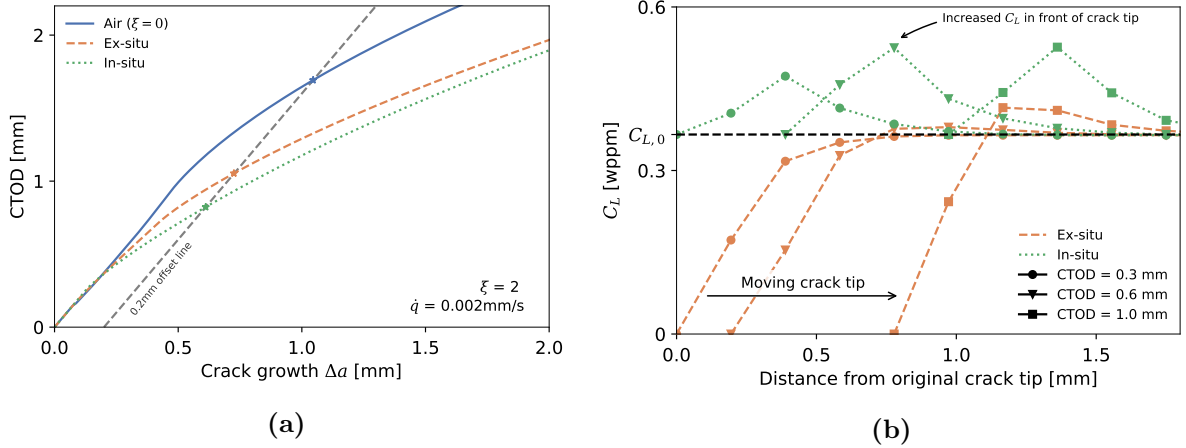 CTOD [mm]
2
1
0
Air (ξ = 0)
Ex-situ
In-situ
0.2mm offset line
ξ = 2
q̇ = 0.002mm/s
0.0
0.5
1.0
1.5
2.0
Crack growth Δa [mm]
(a)
C_L [wppm]
0.6
C_{L,0}
0.3
0
Increased C_L in front of crack tip
Moving crack tip
Ex-situ
In-situ
CTOD = 0.3 mm
CTOD = 0.6 mm
CTOD = 1.0 mm
0.0
0.5
1.0
1.5
Distance from original crack tip [mm]
(b)